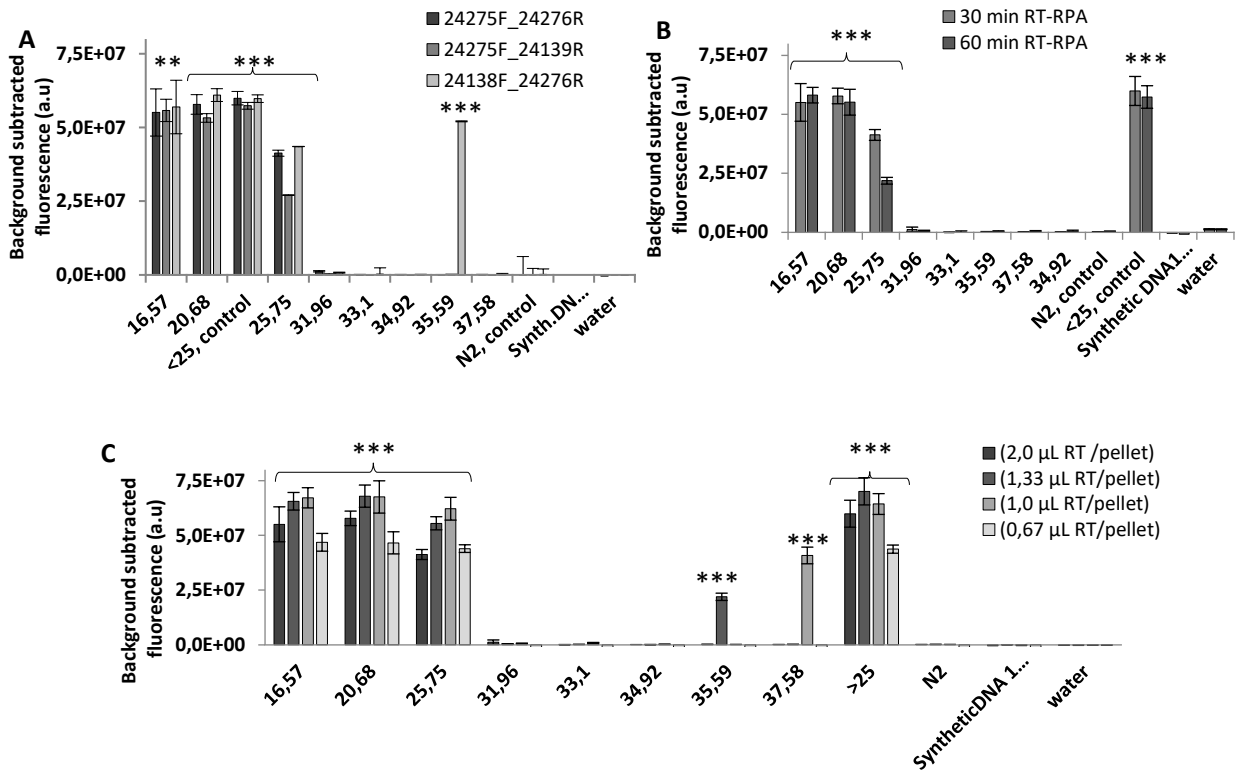 A
24275F_24276R
24275F_24139R
24138F_24276R
Background subtracted
fluorescence (a.u)
7,5E+07
5,0E+07
2,5E+07
0,0E+00
**
***
***
16,57
20,68
<25, control
25,75
31,96
33,1
34,92
35,59
37,58
N2, control
Synth.DN...
water
B
30 min RT-RPA
60 min RT-RPA
Background subtracted
fluorescence (a.u)
7,5E+07
5,0E+07
2,5E+07
0,0E+00
***
***
16,57
20,68
25,75
31,96
33,1
35,59
37,58
34,92
N2, control
<25, control
Synthetic DNA1...
water
C
(2,0 µL RT /pellet)
(1,33 µL RT/pellet)
(1,0 µL RT/pellet)
(0,67 µL RT/pellet)
Background subtracted
fluorescence (a.u)
7,5E+07
5,0E+07
2,5E+07
0,0E+00
***
***
***
***
16,57
20,68
25,75
31,96
33,1
34,92
35,59
37,58
>25
N2
SyntheticDNA 1...
water